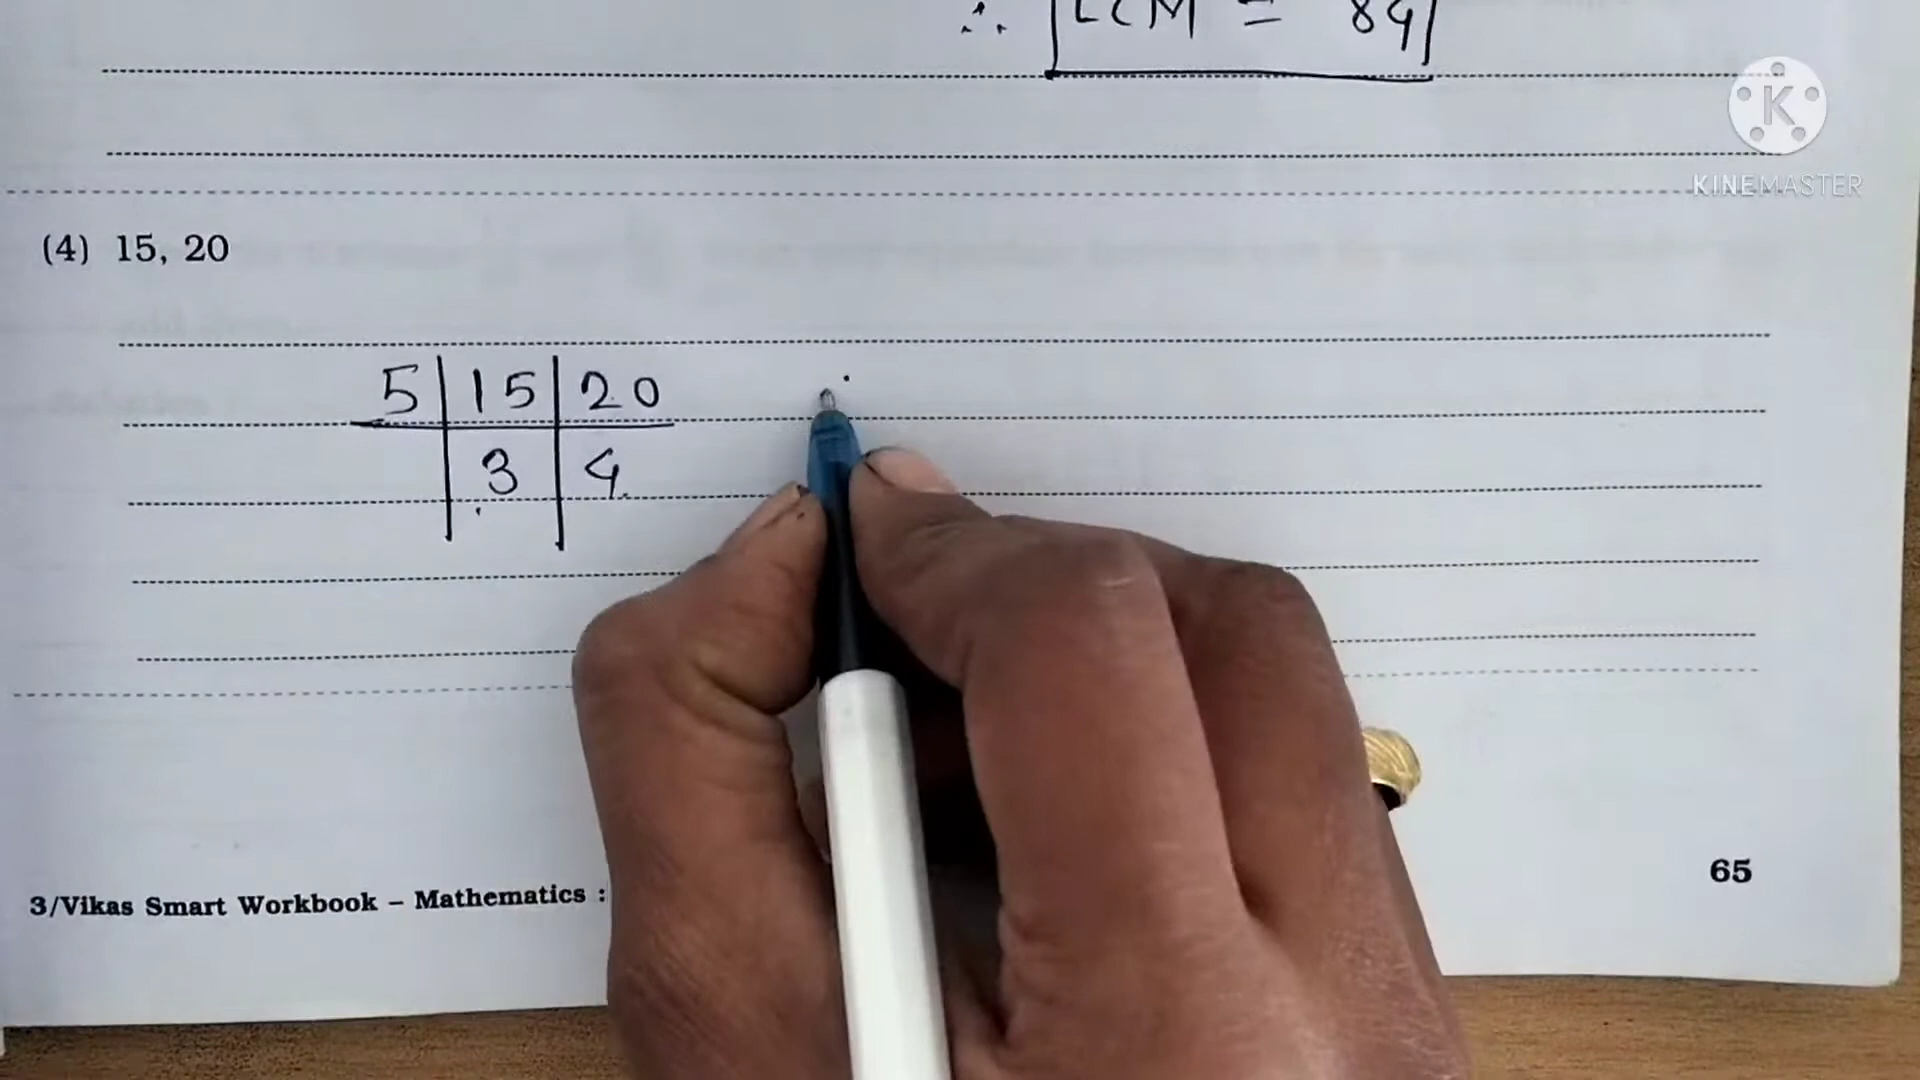 ∴ LCM = 84
K
KINEMASTER
(4) 15, 20
5 | 15 | 20
3 | 4
3/Vikas Smart Workbook – Mathematics :
65